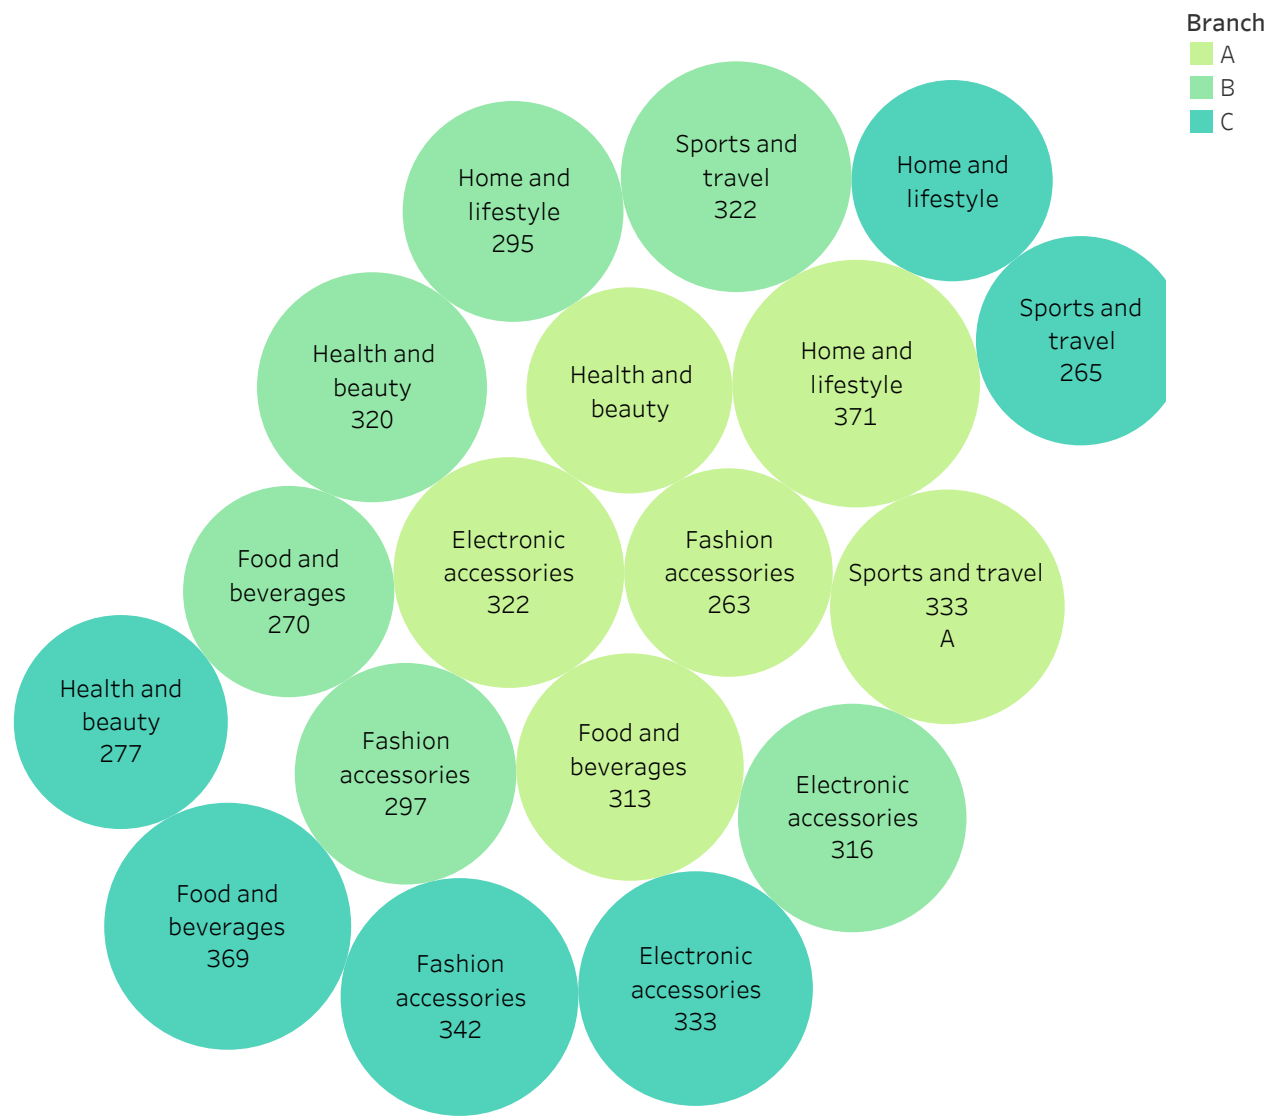 Branch
A
B
C
Sports and
travel
322
Home and
lifestyle
Home and
lifestyle
295
Sports and
travel
265
Health and
beauty
320
Health and
beauty
Home and
lifestyle
371
Food and
beverages
270
Electronic
accessories
322
Fashion
accessories
263
Sports and travel
333
A
Health and
beauty
277
Fashion
accessories
297
Food and
beverages
313
Electronic
accessories
316
Food and
beverages
369
Fashion
accessories
342
Electronic
accessories
333